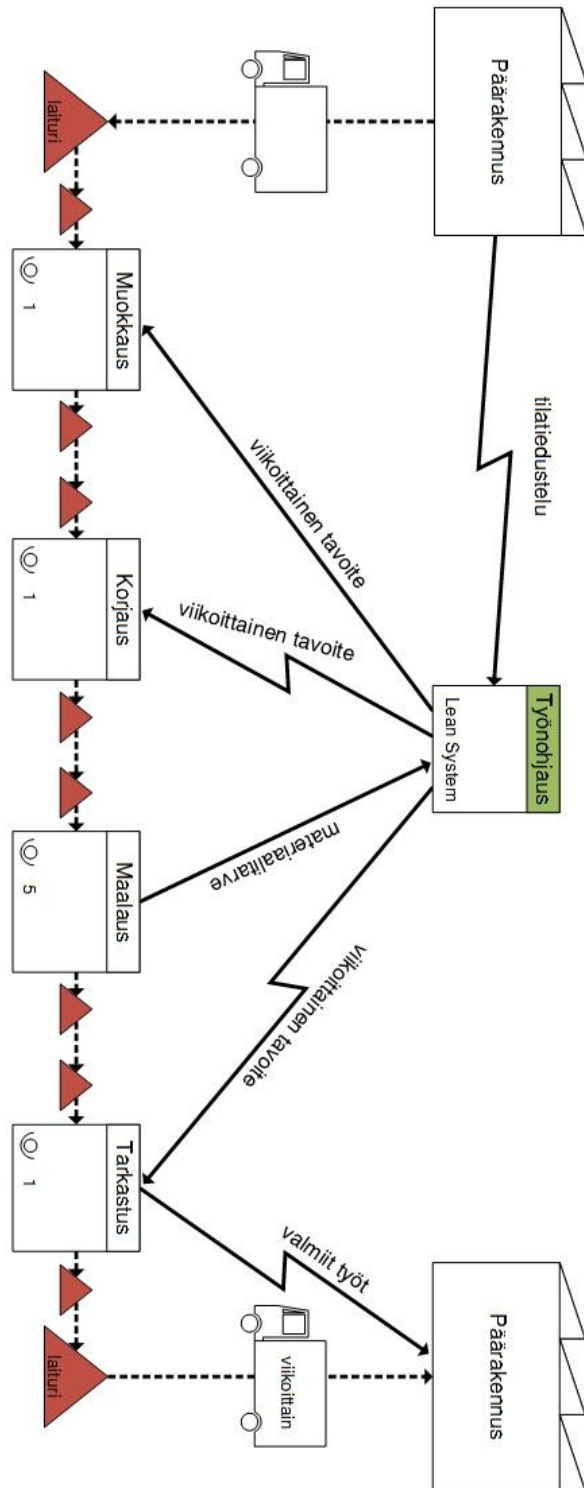 Päärakennus
tilatiedustelu
Työnohjaus
Lean System
Päärakennus
viikoittainen tavoite
viikoittainen tavoite
materiaalitarve
viikoittainen tavoite
valmiit työt
viikoittain
laituri
Muokkaus
1
Korjaus
1
Maalaus
5
Tarkastus
1
laituri